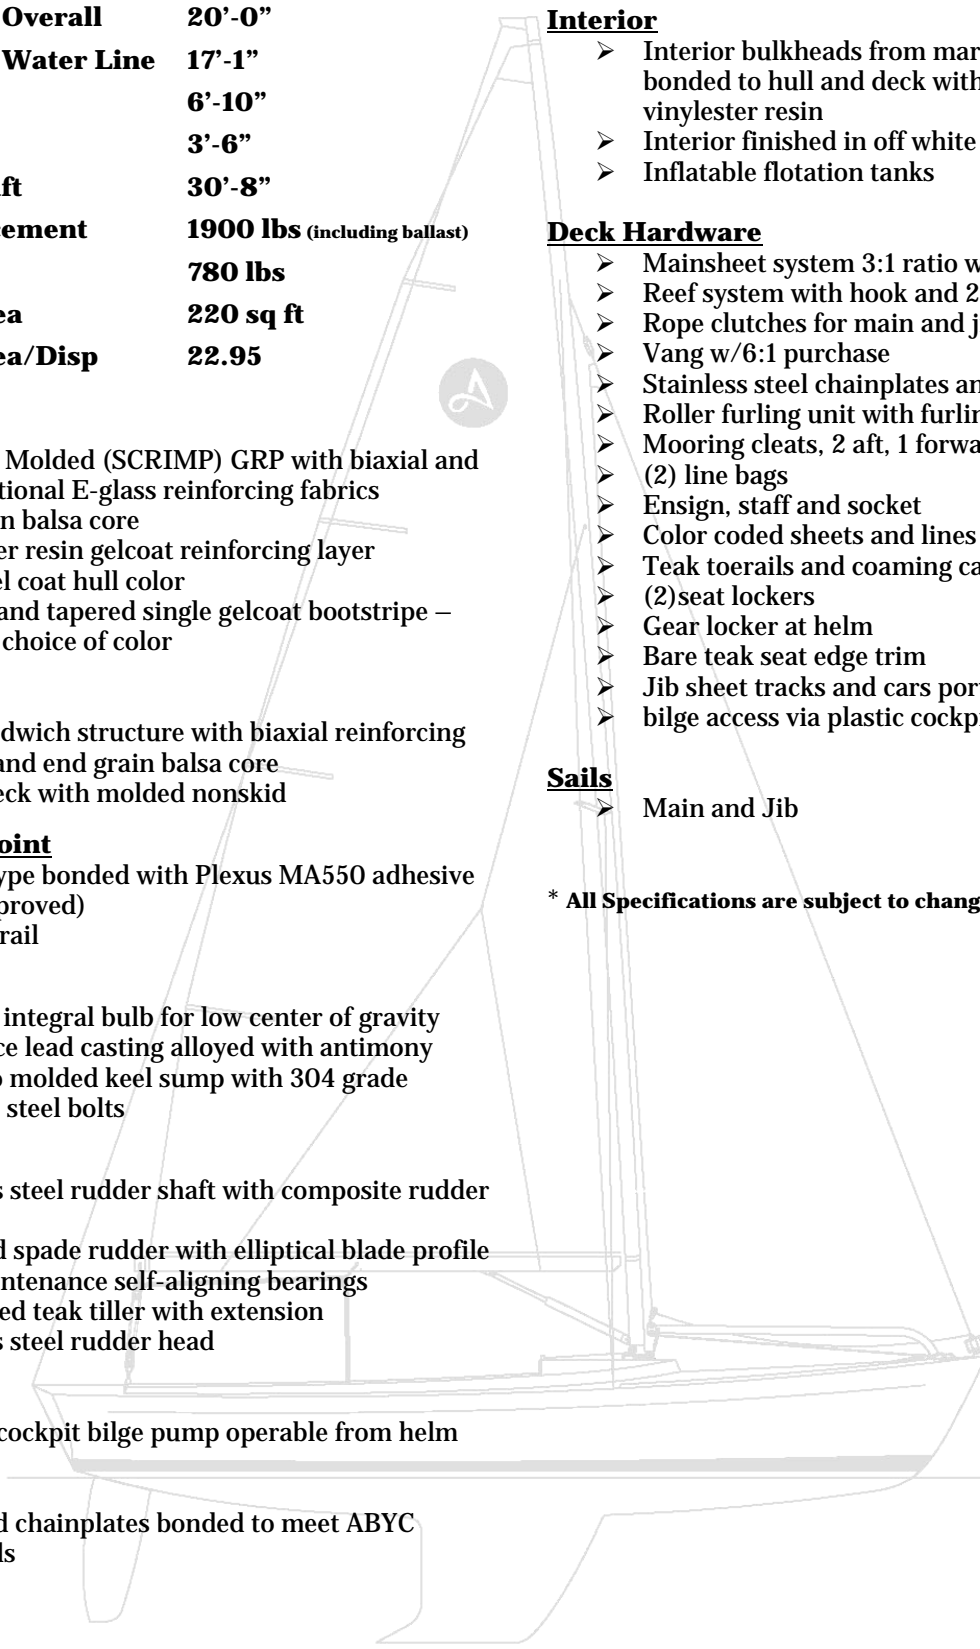 Overall 20’-0”
Water Line 17’-1”
6’-10”
3’-6”
ft 30’-8”
ement 1900 lbs (including ballast)
780 lbs
ea 220 sq ft
ea/Disp 22.95
Molded (SCRIMP) GRP with biaxial and
tional E-glass reinforcing fabrics
n balsa core
er resin gelcoat reinforcing layer
el coat hull color
and tapered single gelcoat bootstripe –
choice of color
dwich structure with biaxial reinforcing
and end grain balsa core
eck with molded nonskid
oint
ype bonded with Plexus MA550 adhesive
proved)
rail
integral bulb for low center of gravity
ce lead casting alloyed with antimony
o molded keel sump with 304 grade
steel bolts
s steel rudder shaft with composite rudder
d spade rudder with elliptical blade profile
ntenance self-aligning bearings
ed teak tiller with extension
s steel rudder head
cockpit bilge pump operable from helm
d chainplates bonded to meet ABYC
ls
Interior
➢ Interior bulkheads from mar
bonded to hull and deck with
vinylester resin
➢ Interior finished in off white
➢ Inflatable flotation tanks
Deck Hardware
➢ Mainsheet system 3:1 ratio w
➢ Reef system with hook and 2
➢ Rope clutches for main and j
➢ Vang w/6:1 purchase
➢ Stainless steel chainplates an
➢ Roller furling unit with furlin
➢ Mooring cleats, 2 aft, 1 forwa
➢ (2) line bags
➢ Ensign, staff and socket
➢ Color coded sheets and lines
➢ Teak toerails and coaming ca
➢ (2)seat lockers
➢ Gear locker at helm
➢ Bare teak seat edge trim
➢ Jib sheet tracks and cars por
➢ bilge access via plastic cockp
Sails
➢ Main and Jib
* All Specifications are subject to chang